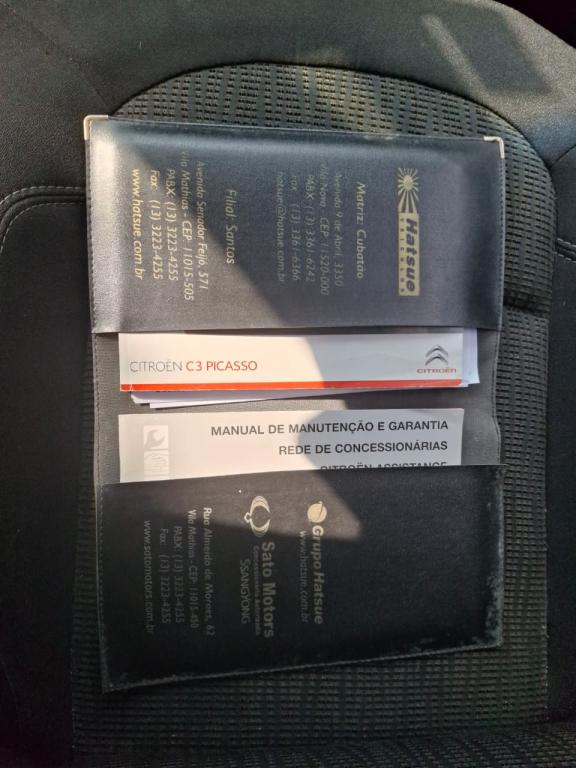 Hatsue
VEÍCULOS
Matriz: Cubatão
Avenida 9 de Abril, 3350
Vila Nova - CEP: 11520-000
PABX: (13) 3361-6242
Fax: (13) 3361-6366
hatsue@hatsue.com.br
Filial: Santos
Avenida Senador Feijó, 571
Vila Mathias - CEP: 11015-505
PABX: (13) 3223-4255
Fax: (13) 3223-4255
www.hatsue.com.br
CITROËN C3 PICASSO
CITROËN
MANUAL DE MANUTENÇÃO E GARANTIA
REDE DE CONCESSIONÁRIAS
CITROËN ASSISTANCE
Grupo Hatsue
www.hatsue.com.br
Sato Motors
Concessionária Autorizada
SSANGYONG
Rua Almeida de Moraes, 62
Vila Mathias - CEP: 11015-450
PABX: (13) 3223-4255
Fax: (13) 3223-4255
www.satomotors.com.br